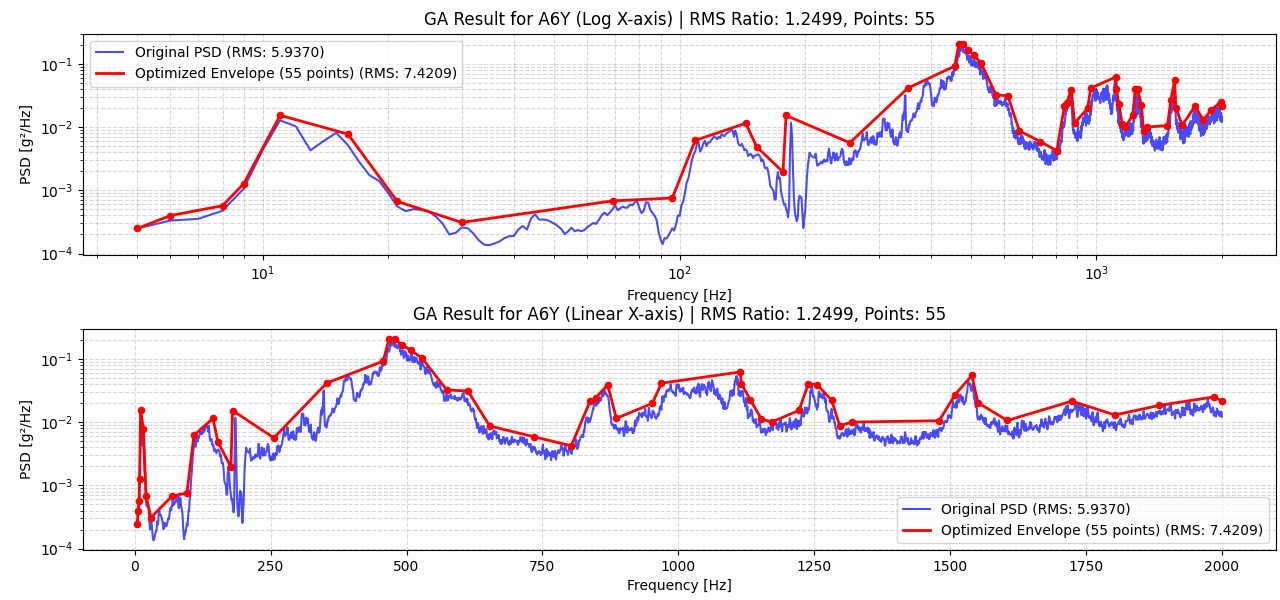 GA Result for A6Y (Log X-axis) | RMS Ratio: 1.2499, Points: 55
Original PSD (RMS: 5.9370)
Optimized Envelope (55 points) (RMS: 7.4209)
PSD [g²/Hz]
10⁻¹
10⁻²
10⁻³
10⁻⁴
10¹ 10² 10³
Frequency [Hz]
GA Result for A6Y (Linear X-axis) | RMS Ratio: 1.2499, Points: 55
PSD [g²/Hz]
10⁻¹
10⁻²
10⁻³
10⁻⁴
Original PSD (RMS: 5.9370)
Optimized Envelope (55 points) (RMS: 7.4209)
0 250 500 750 1000 1250 1500 1750 2000
Frequency [Hz]